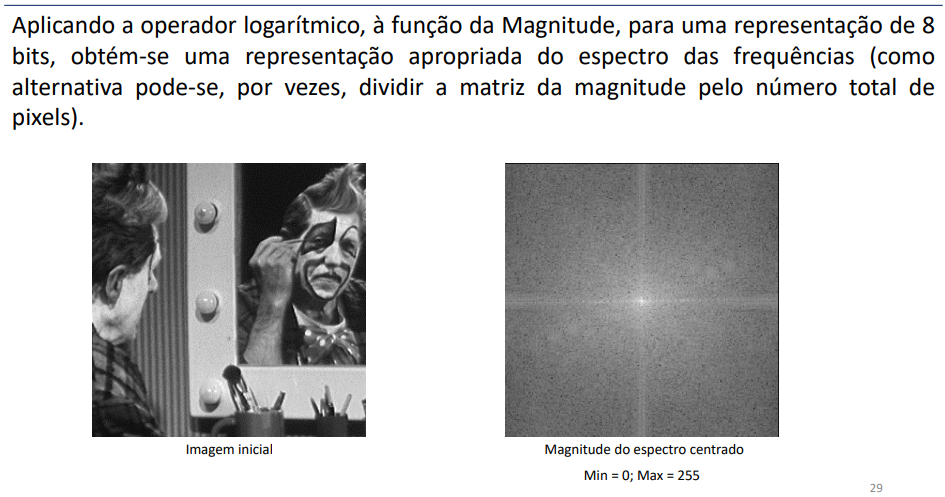 Aplicando a operador logarítmico, à função da Magnitude, para uma representação de 8
bits, obtém-se uma representação apropriada do espectro das frequências (como
alternativa pode-se, por vezes, dividir a matriz da magnitude pelo número total de
pixels).
Imagem inicial
Magnitude do espectro centrado
Min = 0; Max = 255
29